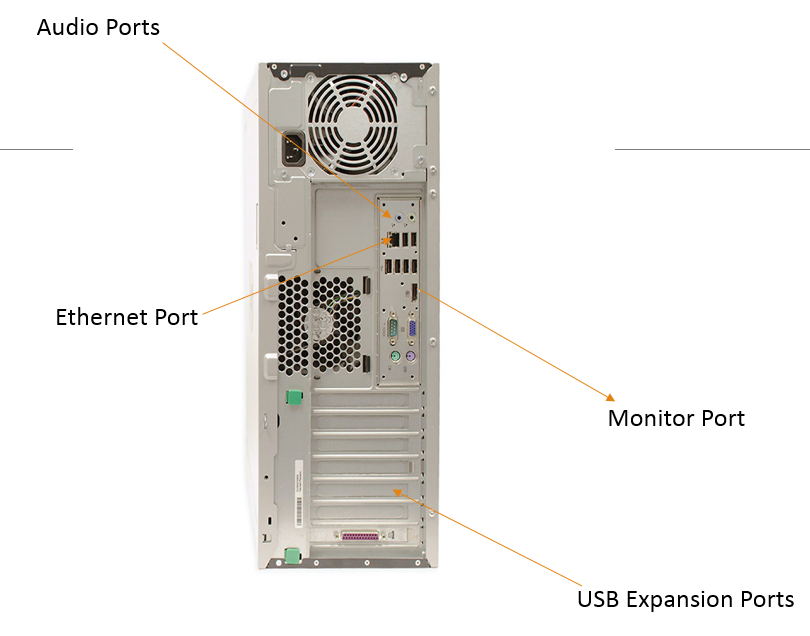 Audio Ports
Ethernet Port
Monitor Port
USB Expansion Ports